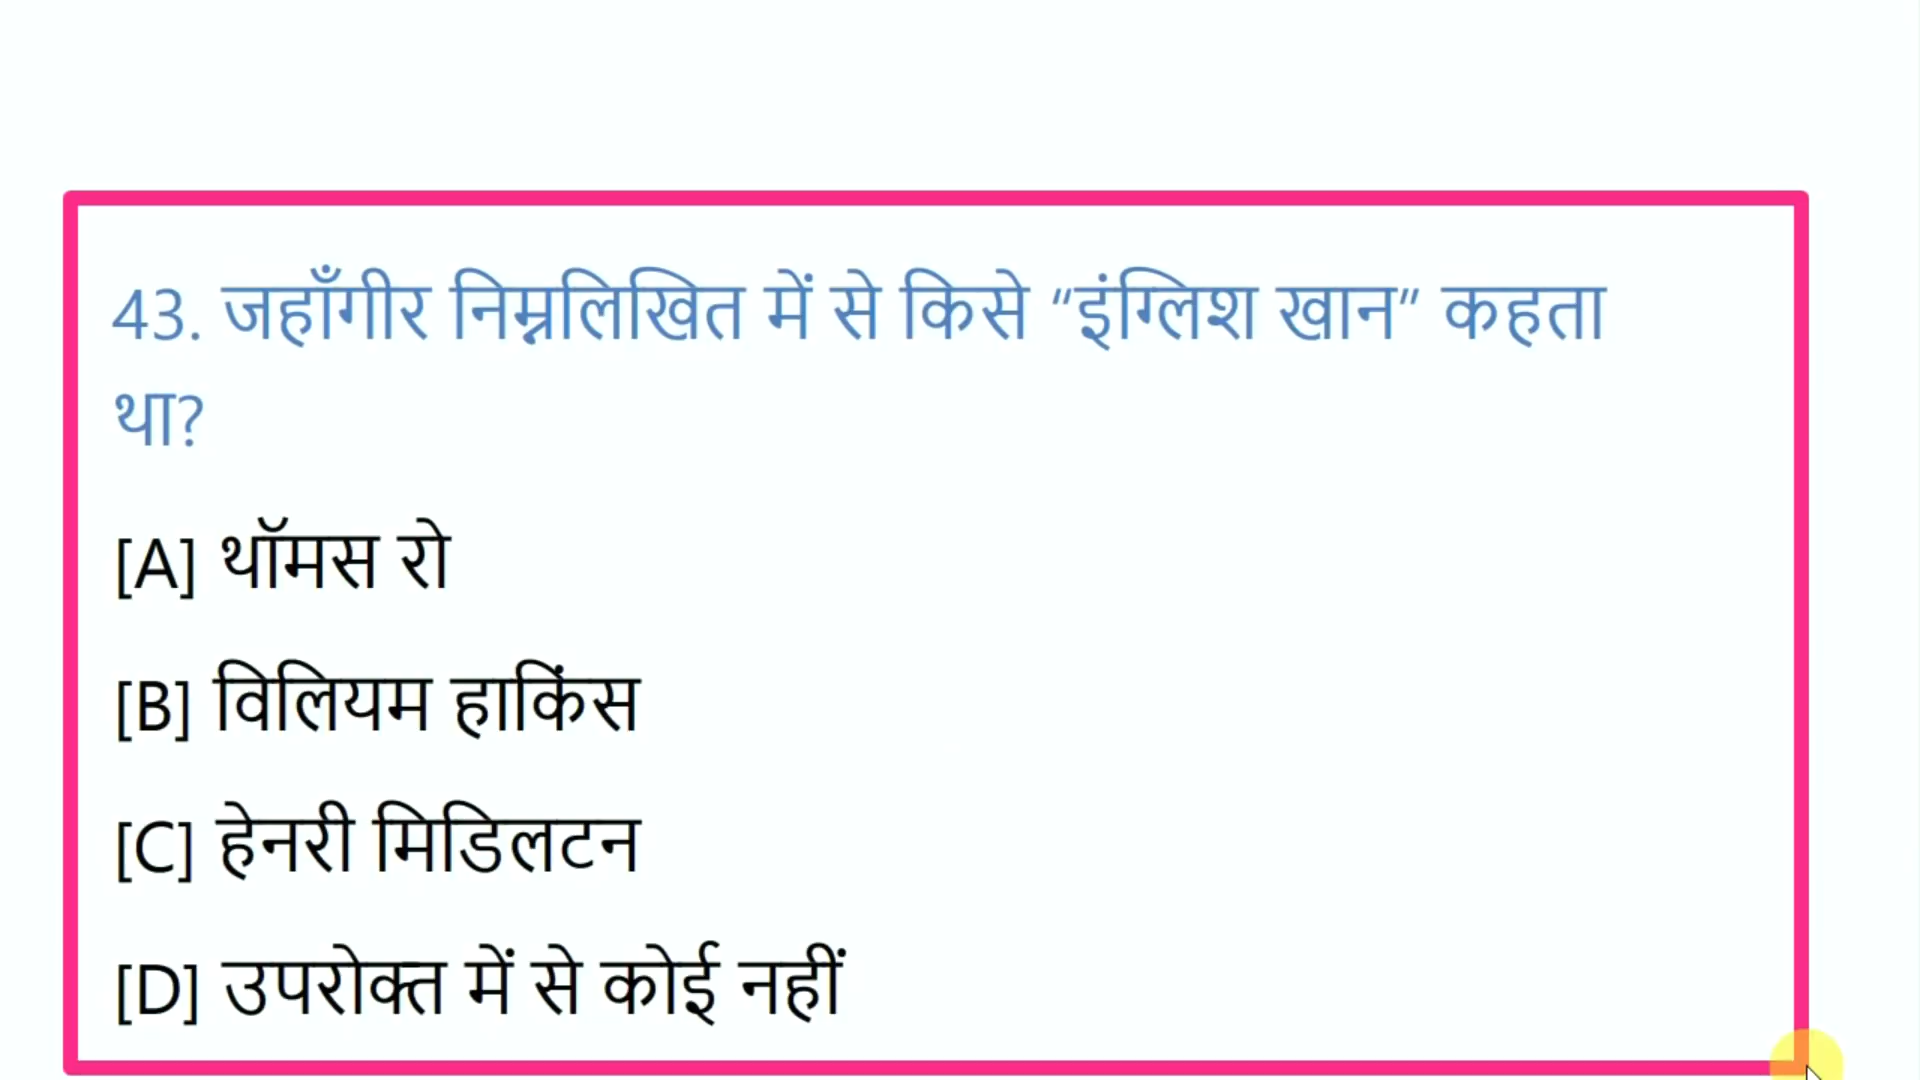 43. जहाँगीर निम्नलिखित में से किसे “इंग्लिश खान” कहता
था?
[A] थॉमस रो
[B] विलियम हाकिंस
[C] हेनरी मिडिलटन
[D] उपरोक्त में से कोई नहीं